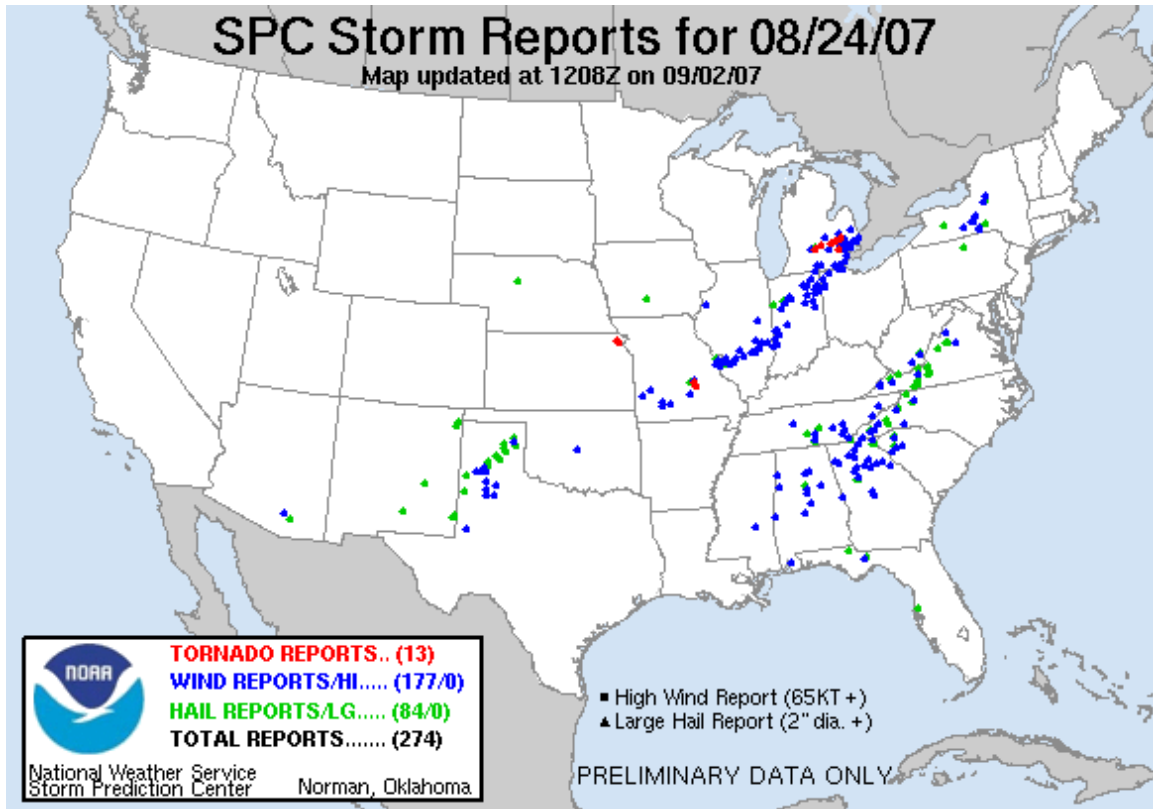 SPC Storm Reports for 08/24/07
Map updated at 1208Z on 09/02/07
NOAA
TORNADO REPORTS.. (13)
WIND REPORTS/HI..... (177/0)
HAIL REPORTS/LG..... (84/0)
TOTAL REPORTS....... (274)
National Weather Service
Storm Prediction Center
Norman, Oklahoma
High Wind Report (65KT +)
Large Hail Report (2" dia. +)
PRELIMINARY DATA ONLY